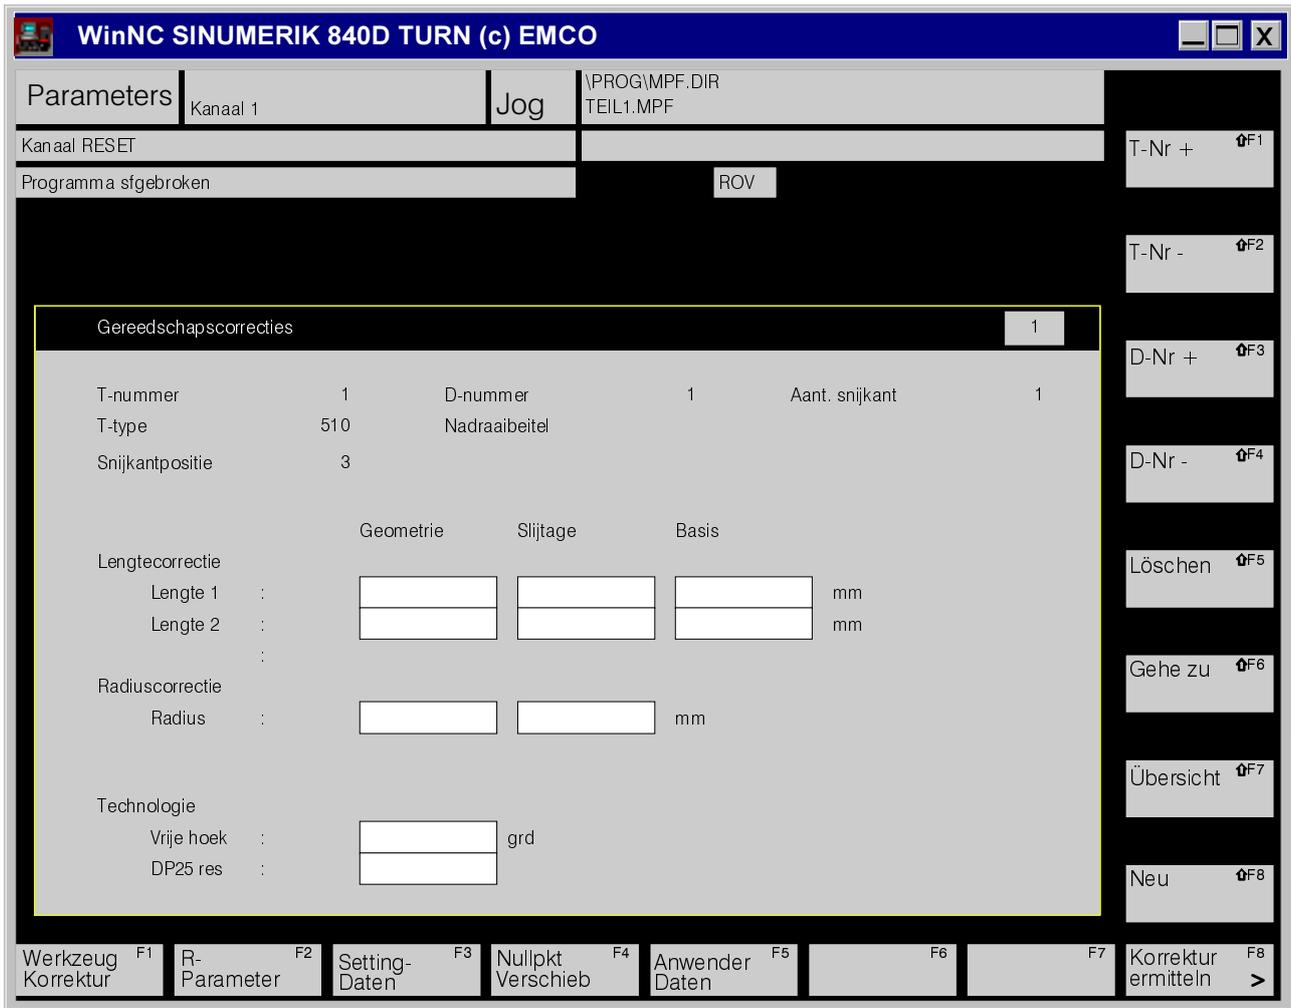 WinNC SINUMERIK 840D TURN (c) EMCO
X
Parameters
Kanaal 1
Jog
\PROG\MPF.DIR
TEIL1.MPF
Kanaal RESET
Programma sfgebroken
ROV
T-Nr + ⇧F1
T-Nr - ⇧F2
D-Nr + ⇧F3
D-Nr - ⇧F4
Löschen ⇧F5
Gehe zu ⇧F6
Übersicht ⇧F7
Neu ⇧F8
Gereedschapscorrecties 1
T-nummer 1 D-nummer 1 Aant. snijkant 1
T-type 510 Nadraaibeitel
Snijkantpositie 3
Geometrie Slijtage Basis
Lengtecorrectie
Lengte 1 : mm
Lengte 2 : mm
:
Radiuscorrectie
Radius : mm
Technologie
Vrije hoek : grd
DP25 res :
Werkzeug F1
Korrektur
R- F2
Parameter
Setting- F3
Daten
Nullpkt F4
Verschieb
Anwender F5
Daten
F6
F7
Korrektur F8
ermitteln >